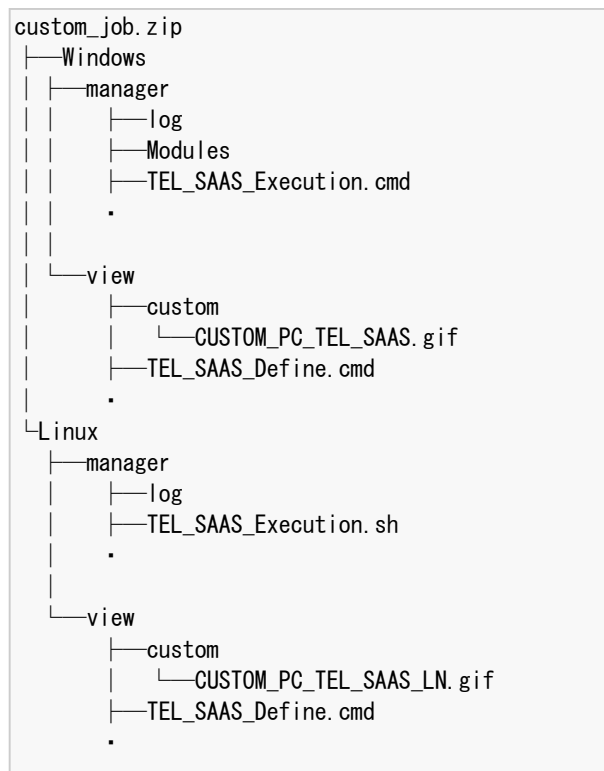 custom_job.zip
├──Windows
│ ├──manager
│ │    ├──log
│ │    ├──Modules
│ │    ├──TEL_SAAS_Execution.cmd
│ │    ・
│ │
│ └──view
│      ├──custom
│      │  └──CUSTOM_PC_TEL_SAAS.gif
│      ├──TEL_SAAS_Define.cmd
│      ・
└─Linux
  ├──manager
  │    ├──log
  │    ├──TEL_SAAS_Execution.sh
  │    ・
  │
  └──view
       ├──custom
       │  └──CUSTOM_PC_TEL_SAAS_LN.gif
       ├──TEL_SAAS_Define.cmd
       ・